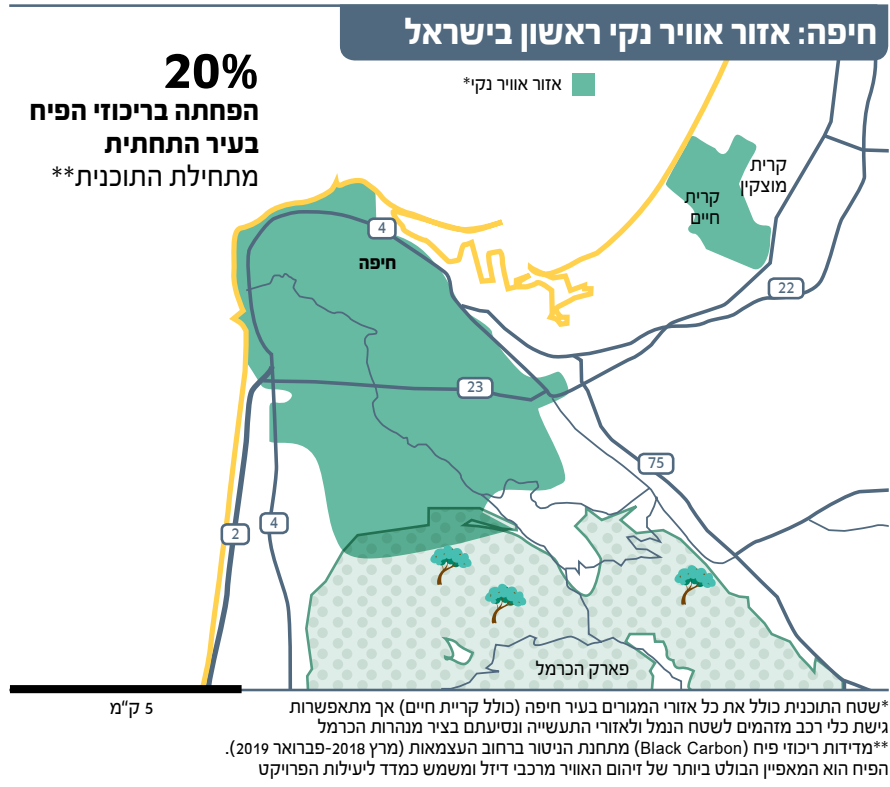 חיפה: אזור אוויר נקי ראשון בישראל
אזור אוויר נקי*
20%
הפחתה בריכוזי הפיח
בעיר התחתית
מתחילת התוכנית**
קרית
מוצקין
קרית
חיים
4
חיפה
22
23
75
4
2
פארק הכרמל
5 ק"מ
*שטח התוכנית כולל את כל אזורי המגורים בעיר חיפה (כולל קריית חיים) אך מתאפשרות
גישת כלי רכב מזהמים לשטח הנמל ולאזורי התעשייה ונסיעתם בציר מנהרות הכרמל
**מדידות ריכוזי פיח (Black Carbon) מתחנת הניטור ברחוב העצמאות (מרץ 2018-פברואר 2019).
הפיח הוא המאפיין הבולט ביותר של זיהום האוויר מרכבי דיזל ומשמש כמדד ליעילות הפרויקט